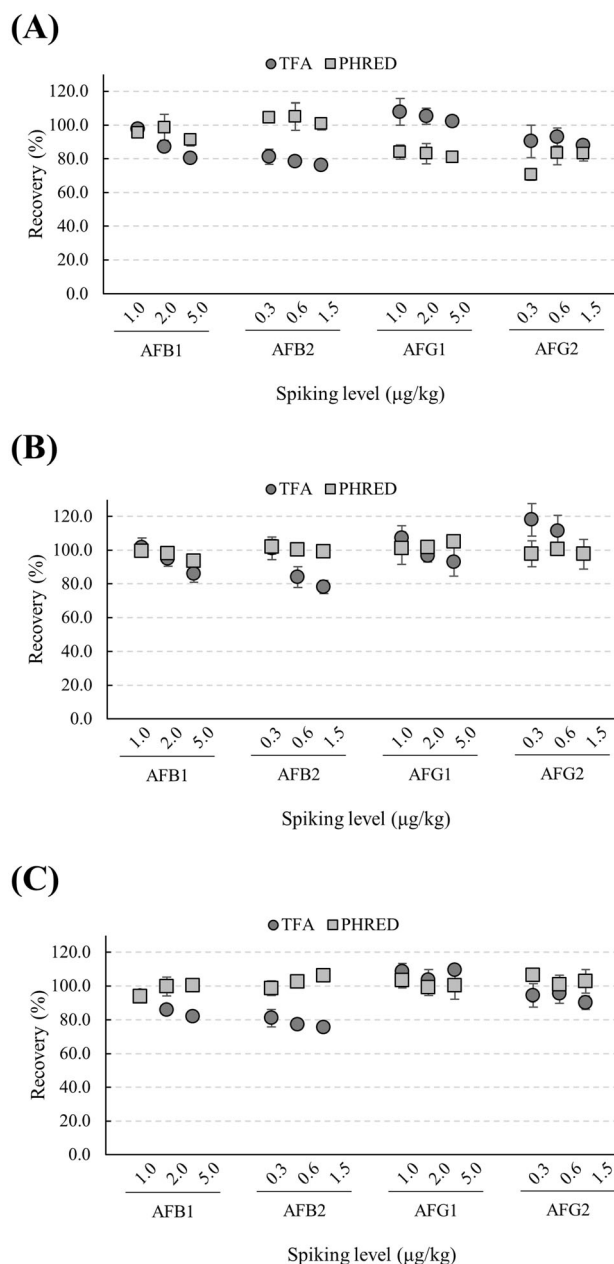 (A)
TFA PHRED
120.0
100.0
80.0
60.0
40.0
20.0
0.0
Recovery (%)
1.0 2.0 5.0 0.3 0.6 1.5 1.0 2.0 5.0 0.3 0.6 1.5
AFB1 AFB2 AFG1 AFG2
Spiking level (μg/kg)
(B)
TFA PHRED
120.0
100.0
80.0
60.0
40.0
20.0
0.0
Recovery (%)
1.0 2.0 5.0 0.3 0.6 1.5 1.0 2.0 5.0 0.3 0.6 1.5
AFB1 AFB2 AFG1 AFG2
Spiking level (μg/kg)
(C)
TFA PHRED
120.0
100.0
80.0
60.0
40.0
20.0
0.0
Recovery (%)
1.0 2.0 5.0 0.3 0.6 1.5 1.0 2.0 5.0 0.3 0.6 1.5
AFB1 AFB2 AFG1 AFG2
Spiking level (μg/kg)